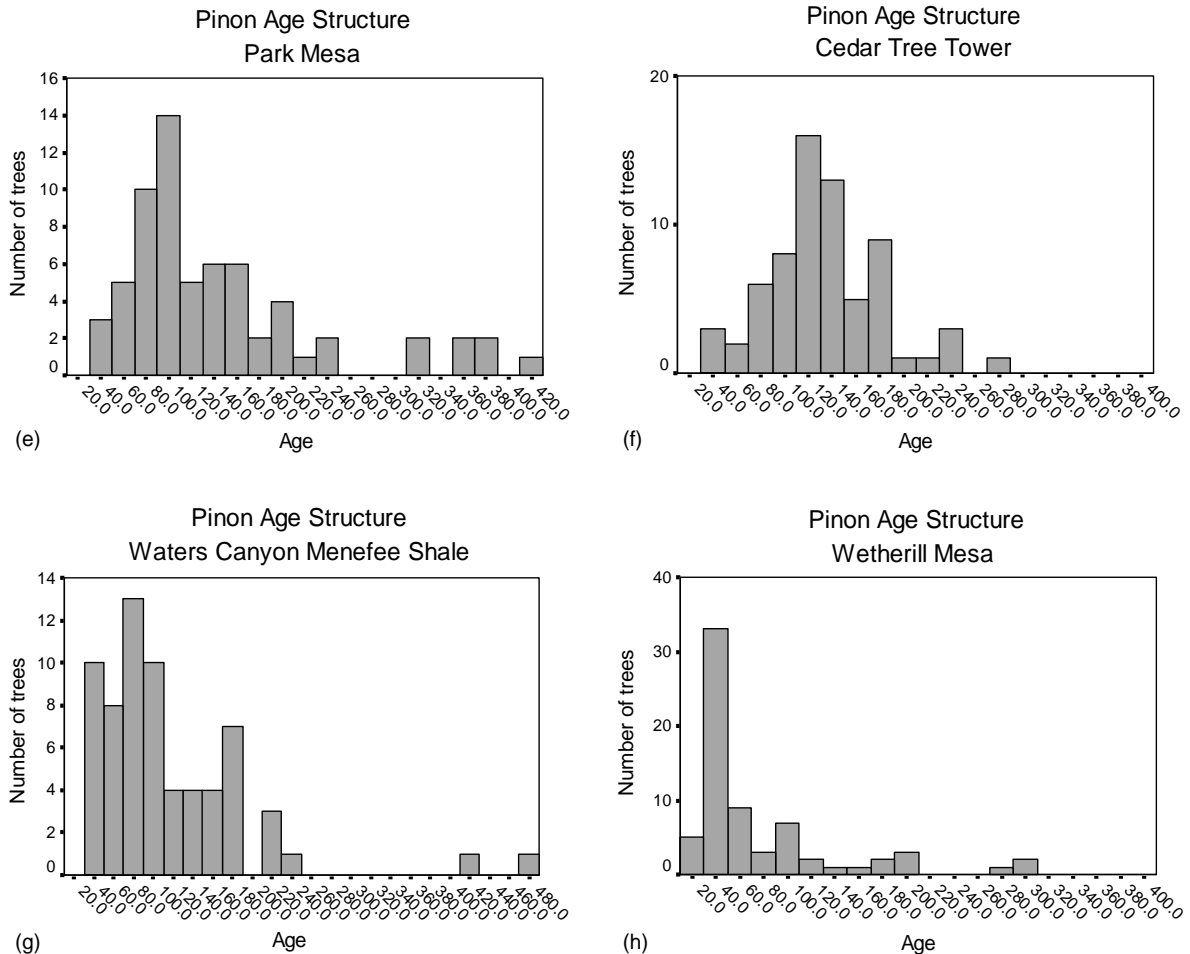 Pinon Age Structure
Park Mesa
16
14
12
10
8
6
4
2
0
Number of trees
20.0 40.0 60.0 80.0 100.0 120.0 140.0 160.0 180.0 200.0 220.0 240.0 260.0 280.0 300.0 320.0 340.0 360.0 380.0 400.0 420.0
Age
(e)
Pinon Age Structure
Cedar Tree Tower
20
10
0
Number of trees
20.0 40.0 60.0 80.0 100.0 120.0 140.0 160.0 180.0 200.0 220.0 240.0 260.0 280.0 300.0 320.0 340.0 360.0 380.0 400.0
Age
(f)
Pinon Age Structure
Waters Canyon Menefee Shale
14
12
10
8
6
4
2
0
Number of trees
20.0 40.0 60.0 80.0 100.0 120.0 140.0 160.0 180.0 200.0 220.0 240.0 260.0 280.0 300.0 320.0 340.0 360.0 380.0 400.0 420.0 440.0 460.0 480.0
Age
(g)
Pinon Age Structure
Wetherill Mesa
40
30
20
10
0
Number of trees
20.0 40.0 60.0 80.0 100.0 120.0 140.0 160.0 180.0 200.0 220.0 240.0 260.0 280.0 300.0 320.0 340.0 360.0 380.0 400.0
Age
(h)